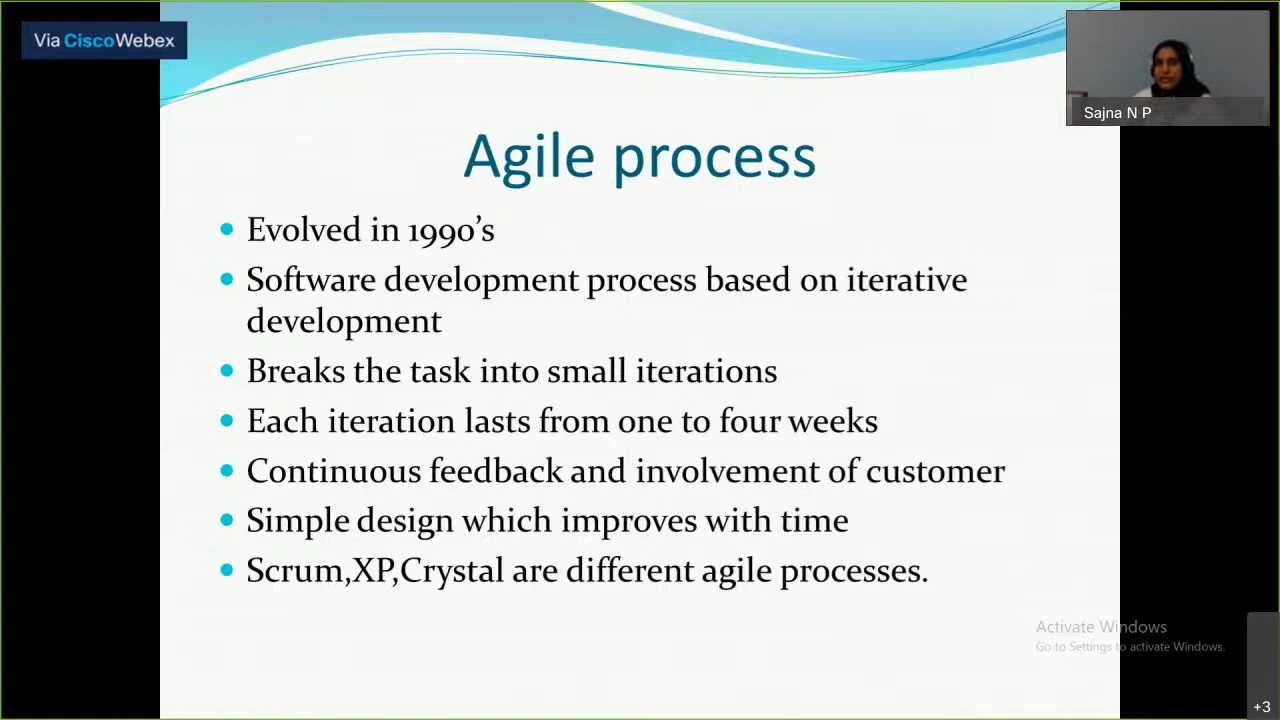 Via CiscoWebex
Sajna N P
Agile process
• Evolved in 1990’s
• Software development process based on iterative
development
• Breaks the task into small iterations
• Each iteration lasts from one to four weeks
• Continuous feedback and involvement of customer
• Simple design which improves with time
• Scrum,XP,Crystal are different agile processes.
Activate Windows
Go to Settings to activate Windows.
+3